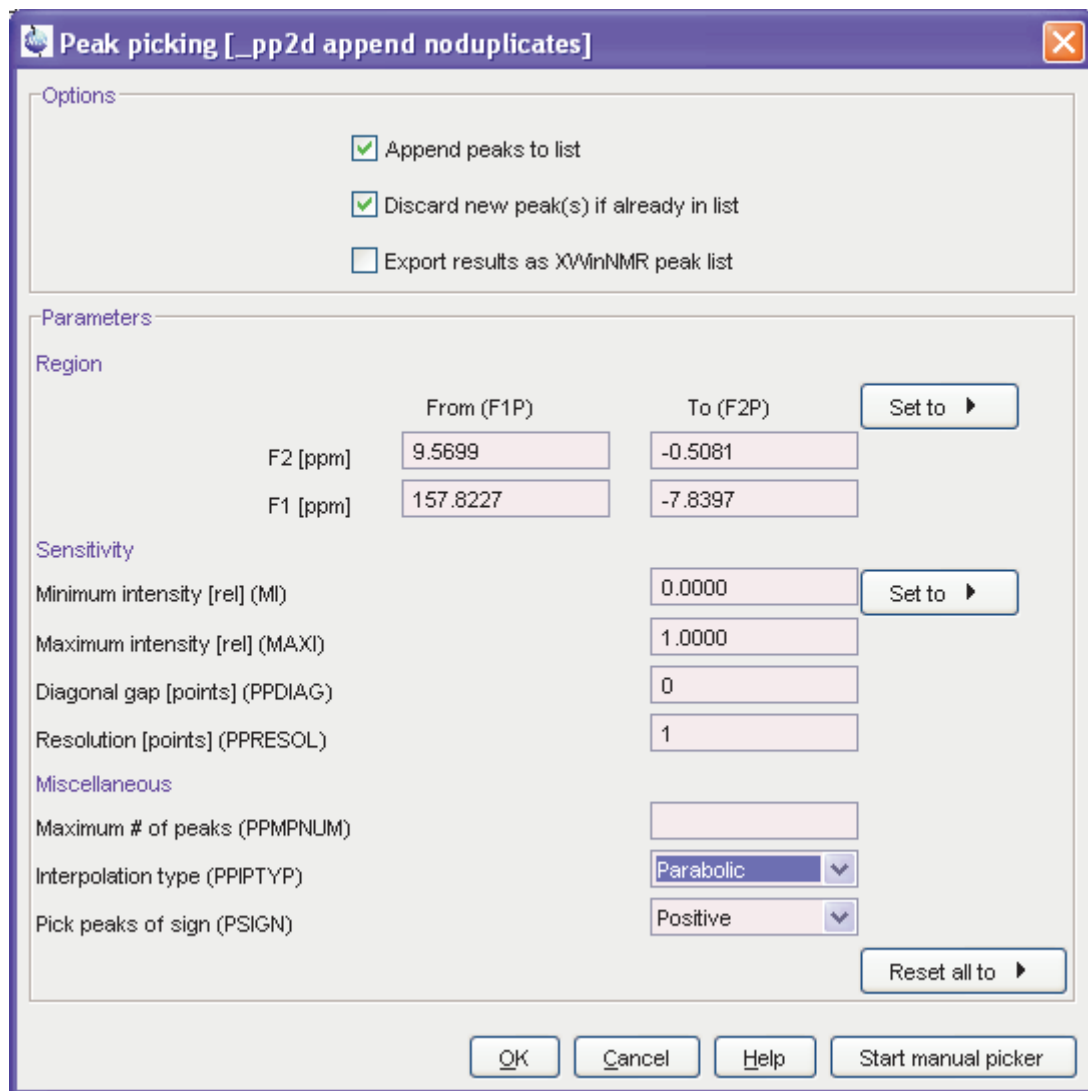 Peak picking [_pp2d append noduplicates]
Options
Append peaks to list
Discard new peak(s) if already in list
Export results as XWinNMR peak list
Parameters
Region
From (F1P) To (F2P) Set to
F2 [ppm] 9.5699 -0.5081
F1 [ppm] 157.8227 -7.8397
Sensitivity
Minimum intensity [rel] (MI) 0.0000 Set to
Maximum intensity [rel] (MAXI) 1.0000
Diagonal gap [points] (PPDIAG) 0
Resolution [points] (PPRESOL) 1
Miscellaneous
Maximum # of peaks (PPMPNUM)
Interpolation type (PPIPTYP) Parabolic
Pick peaks of sign (PSIGN) Positive
Reset all to
OK Cancel Help Start manual picker